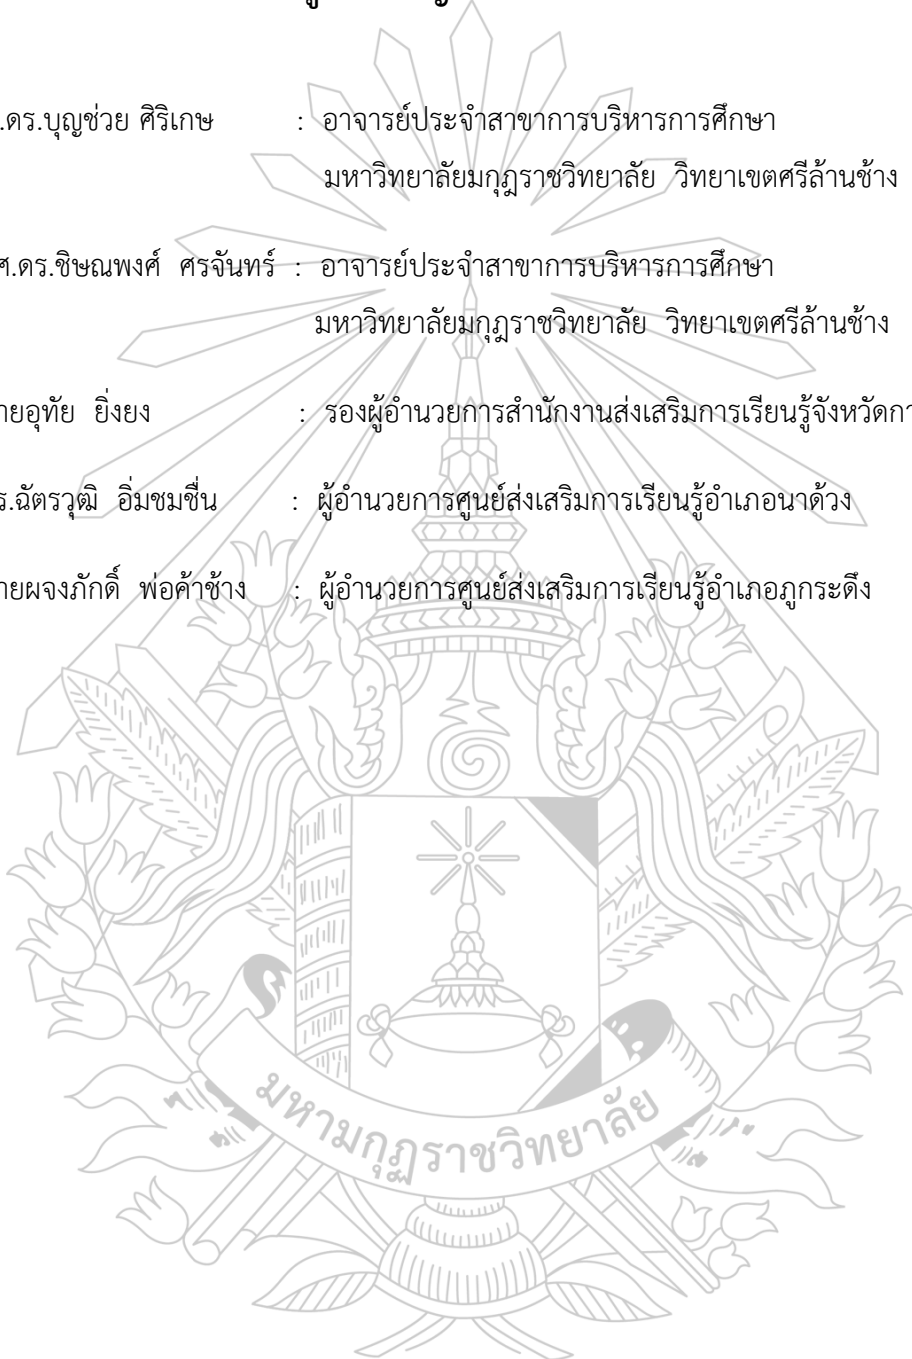 .ดร.บุญช่วย ศิริเกษ : อาจารย์ประจำสาขาการบริหารการศึกษา
มหาวิทยาลัยมกุฎราชวิทยาลัย วิทยาเขตศรีล้านช้าง
ศ.ดร.ชิษณพงศ์ ศรจันทร์ : อาจารย์ประจำสาขาการบริหารการศึกษา
มหาวิทยาลัยมกุฎราชวิทยาลัย วิทยาเขตศรีล้านช้าง
ายอุทัย ยิ่งยง : รองผู้อำนวยการสำนักงานส่งเสริมการเรียนรู้จังหวัดกา
ร.ฉัตรวุฒิ อิ่มชมชื่น : ผู้อำนวยการศูนย์ส่งเสริมการเรียนรู้อำเภอนาด้วง
ายผจงภักดิ์ พ่อค้าช้าง : ผู้อำนวยการศูนย์ส่งเสริมการเรียนรู้อำเภอภูกระดึง
มหามกุฏราชวิทยาลัย